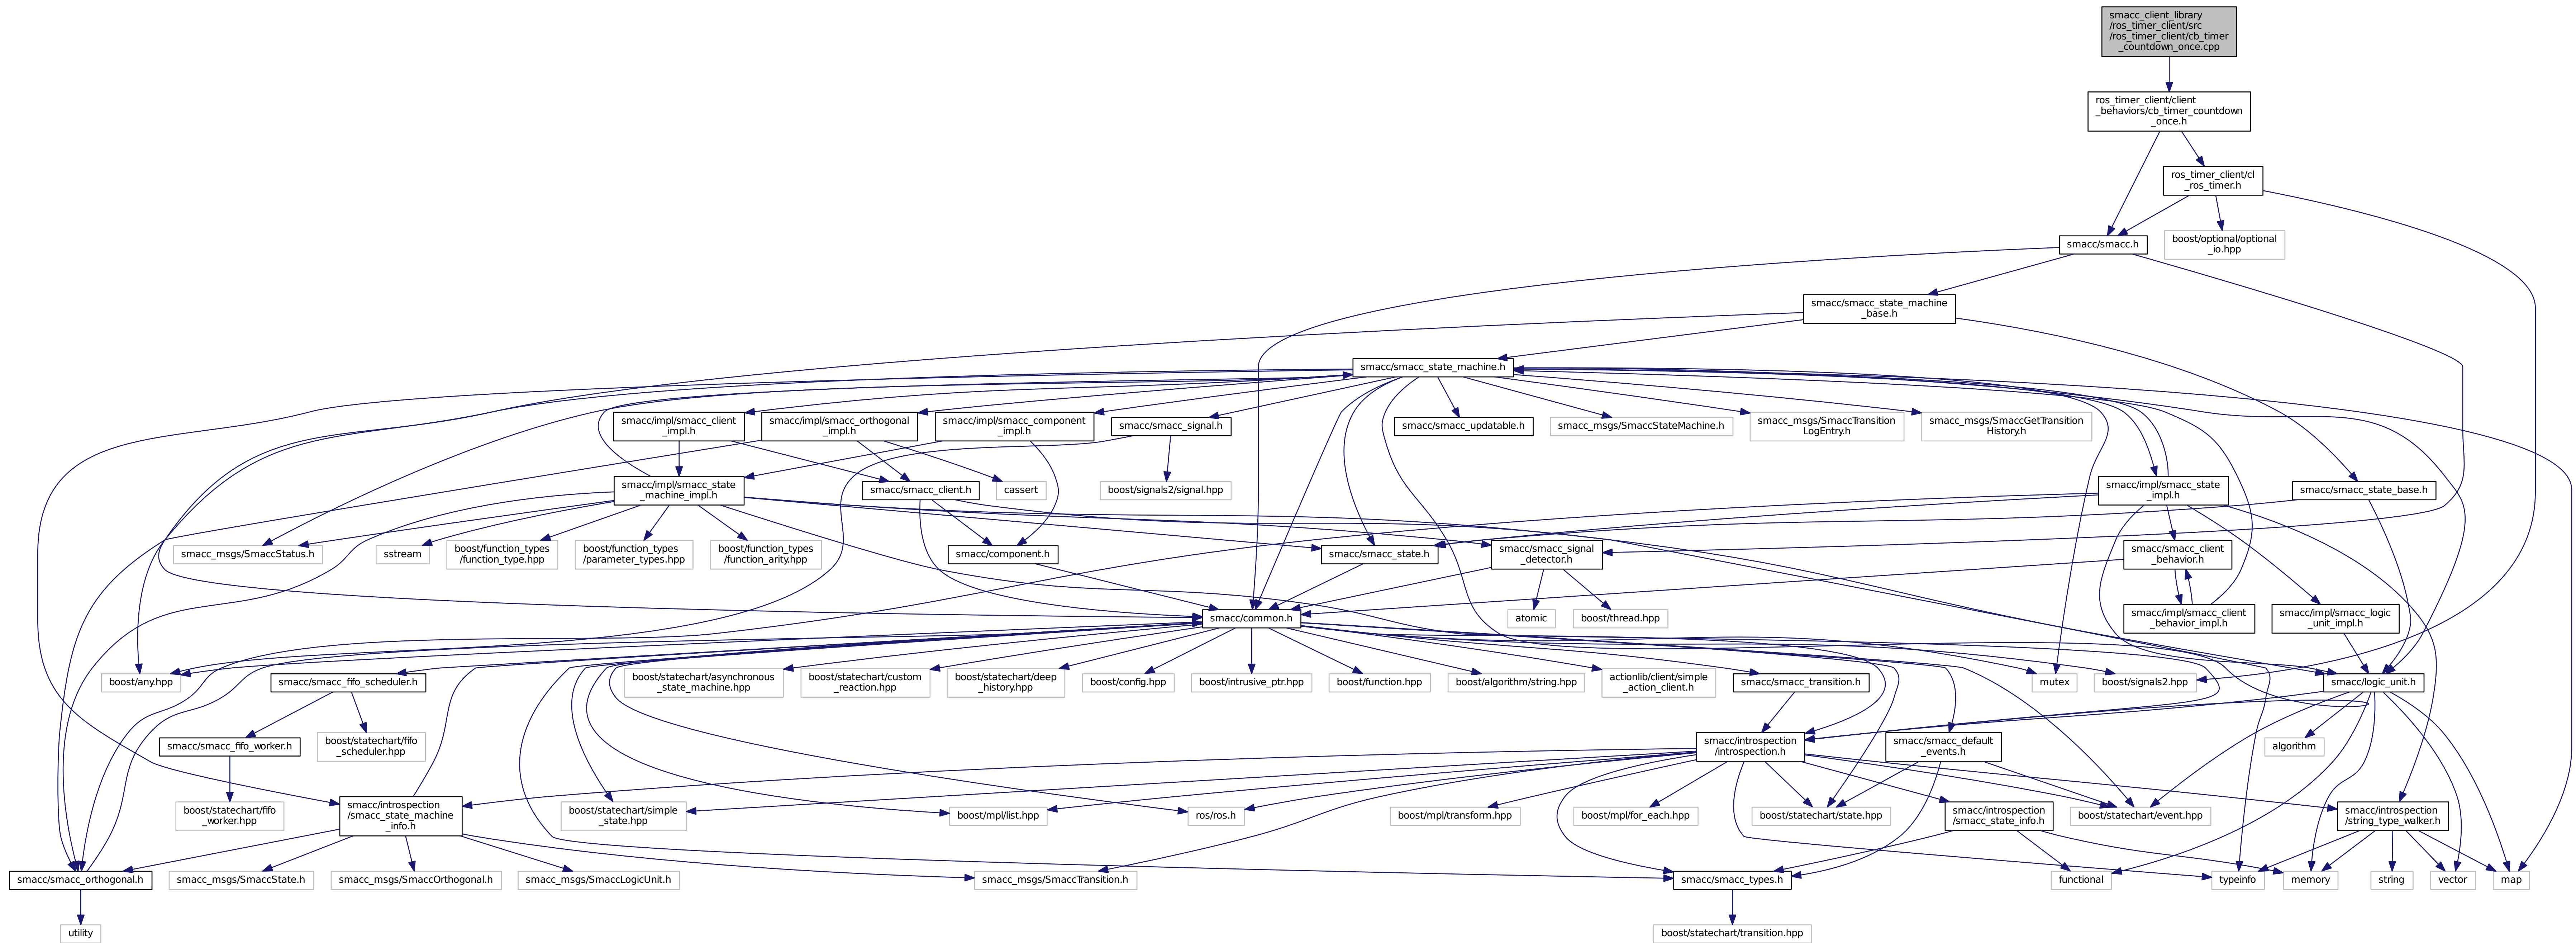 smacc_client_library
/ros_timer_client/src
/ros_timer_client/cb_timer
_countdown_once.cpp
ros_timer_client/client
_behaviors/cb_timer_countdown
_once.h
ros_timer_client/cl
_ros_timer.h
smacc/smacc.h
boost/optional/optional
_io.hpp
smacc/smacc_state_machine
_base.h
smacc/smacc_state_machine.h
smacc/impl/smacc_client
_impl.h
smacc/impl/smacc_orthogonal
_impl.h
smacc/impl/smacc_component
_impl.h
smacc/smacc_signal.h
smacc/smacc_updatable.h
smacc_msgs/SmaccStateMachine.h
smacc_msgs/SmaccTransition
LogEntry.h
smacc_msgs/SmaccGetTransition
History.h
smacc/impl/smacc_state
_machine_impl.h
smacc/smacc_client.h
cassert
boost/signals2/signal.hpp
smacc/impl/smacc_state
_impl.h
smacc/smacc_state_base.h
smacc_msgs/SmaccStatus.h
sstream
boost/function_types
/function_type.hpp
boost/function_types
/parameter_types.hpp
boost/function_types
/function_arity.hpp
smacc/component.h
smacc/smacc_state.h
smacc/smacc_signal
_detector.h
smacc/smacc_client
_behavior.h
smacc/common.h
atomic
boost/thread.hpp
smacc/impl/smacc_client
_behavior_impl.h
smacc/impl/smacc_logic
_unit_impl.h
boost/any.hpp
smacc/smacc_fifo_scheduler.h
boost/statechart/asynchronous
_state_machine.hpp
boost/statechart/custom
_reaction.hpp
boost/statechart/deep
_history.hpp
boost/config.hpp
boost/intrusive_ptr.hpp
boost/function.hpp
boost/algorithm/string.hpp
actionlib/client/simple
_action_client.h
smacc/smacc_transition.h
mutex
boost/signals2.hpp
smacc/logic_unit.h
smacc/smacc_fifo_worker.h
boost/statechart/fifo
_scheduler.hpp
smacc/introspection
/introspection.h
smacc/smacc_default
_events.h
algorithm
boost/statechart/fifo
_worker.hpp
smacc/introspection
/smacc_state_machine
_info.h
boost/statechart/simple
_state.hpp
boost/mpl/list.hpp
ros/ros.h
boost/mpl/transform.hpp
boost/mpl/for_each.hpp
boost/statechart/state.hpp
smacc/introspection
/smacc_state_info.h
boost/statechart/event.hpp
smacc/introspection
/string_type_walker.h
smacc/smacc_orthogonal.h
smacc_msgs/SmaccState.h
smacc_msgs/SmaccOrthogonal.h
smacc_msgs/SmaccLogicUnit.h
smacc_msgs/SmaccTransition.h
smacc/smacc_types.h
functional
typeinfo
memory
string
vector
map
utility
boost/statechart/transition.hpp